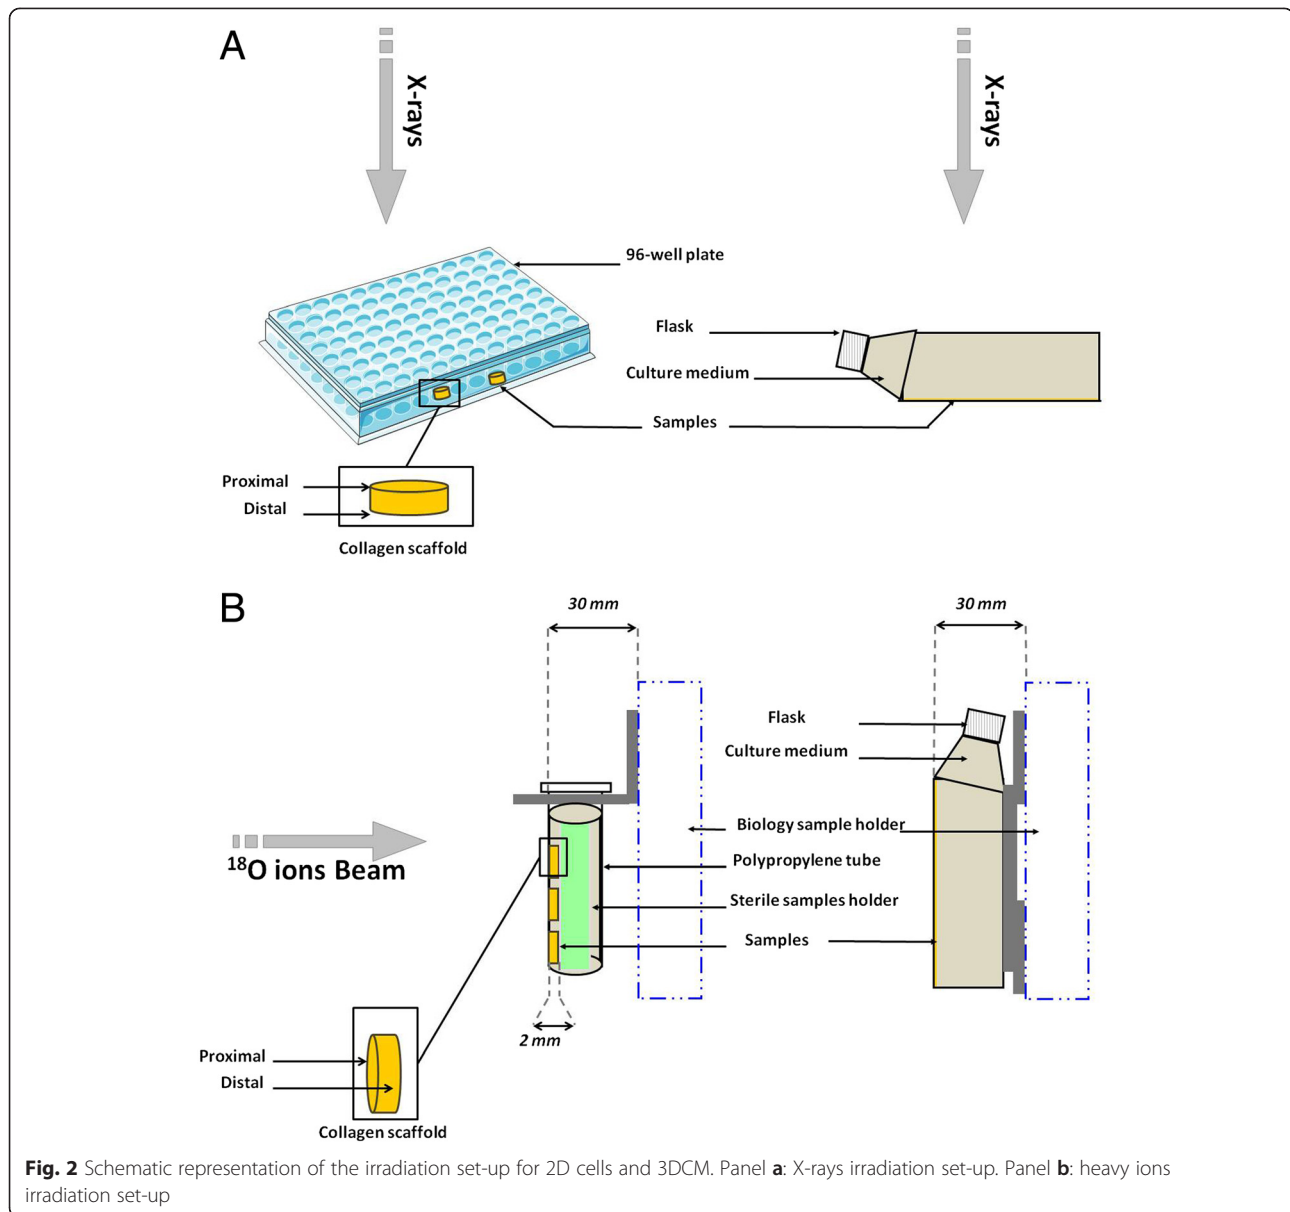 A
X-rays
X-rays
96-well plate
Flask
Culture medium
Samples
Proximal
Distal
Collagen scaffold
B
30 mm
30 mm
Flask
Culture medium
Biology sample holder
Polypropylene tube
Sterile samples holder
Samples
¹⁸O ions Beam
2 mm
Proximal
Distal
Collagen scaffold
Fig. 2 Schematic representation of the irradiation set-up for 2D cells and 3DCM. Panel a: X-rays irradiation set-up. Panel b: heavy ions
irradiation set-up